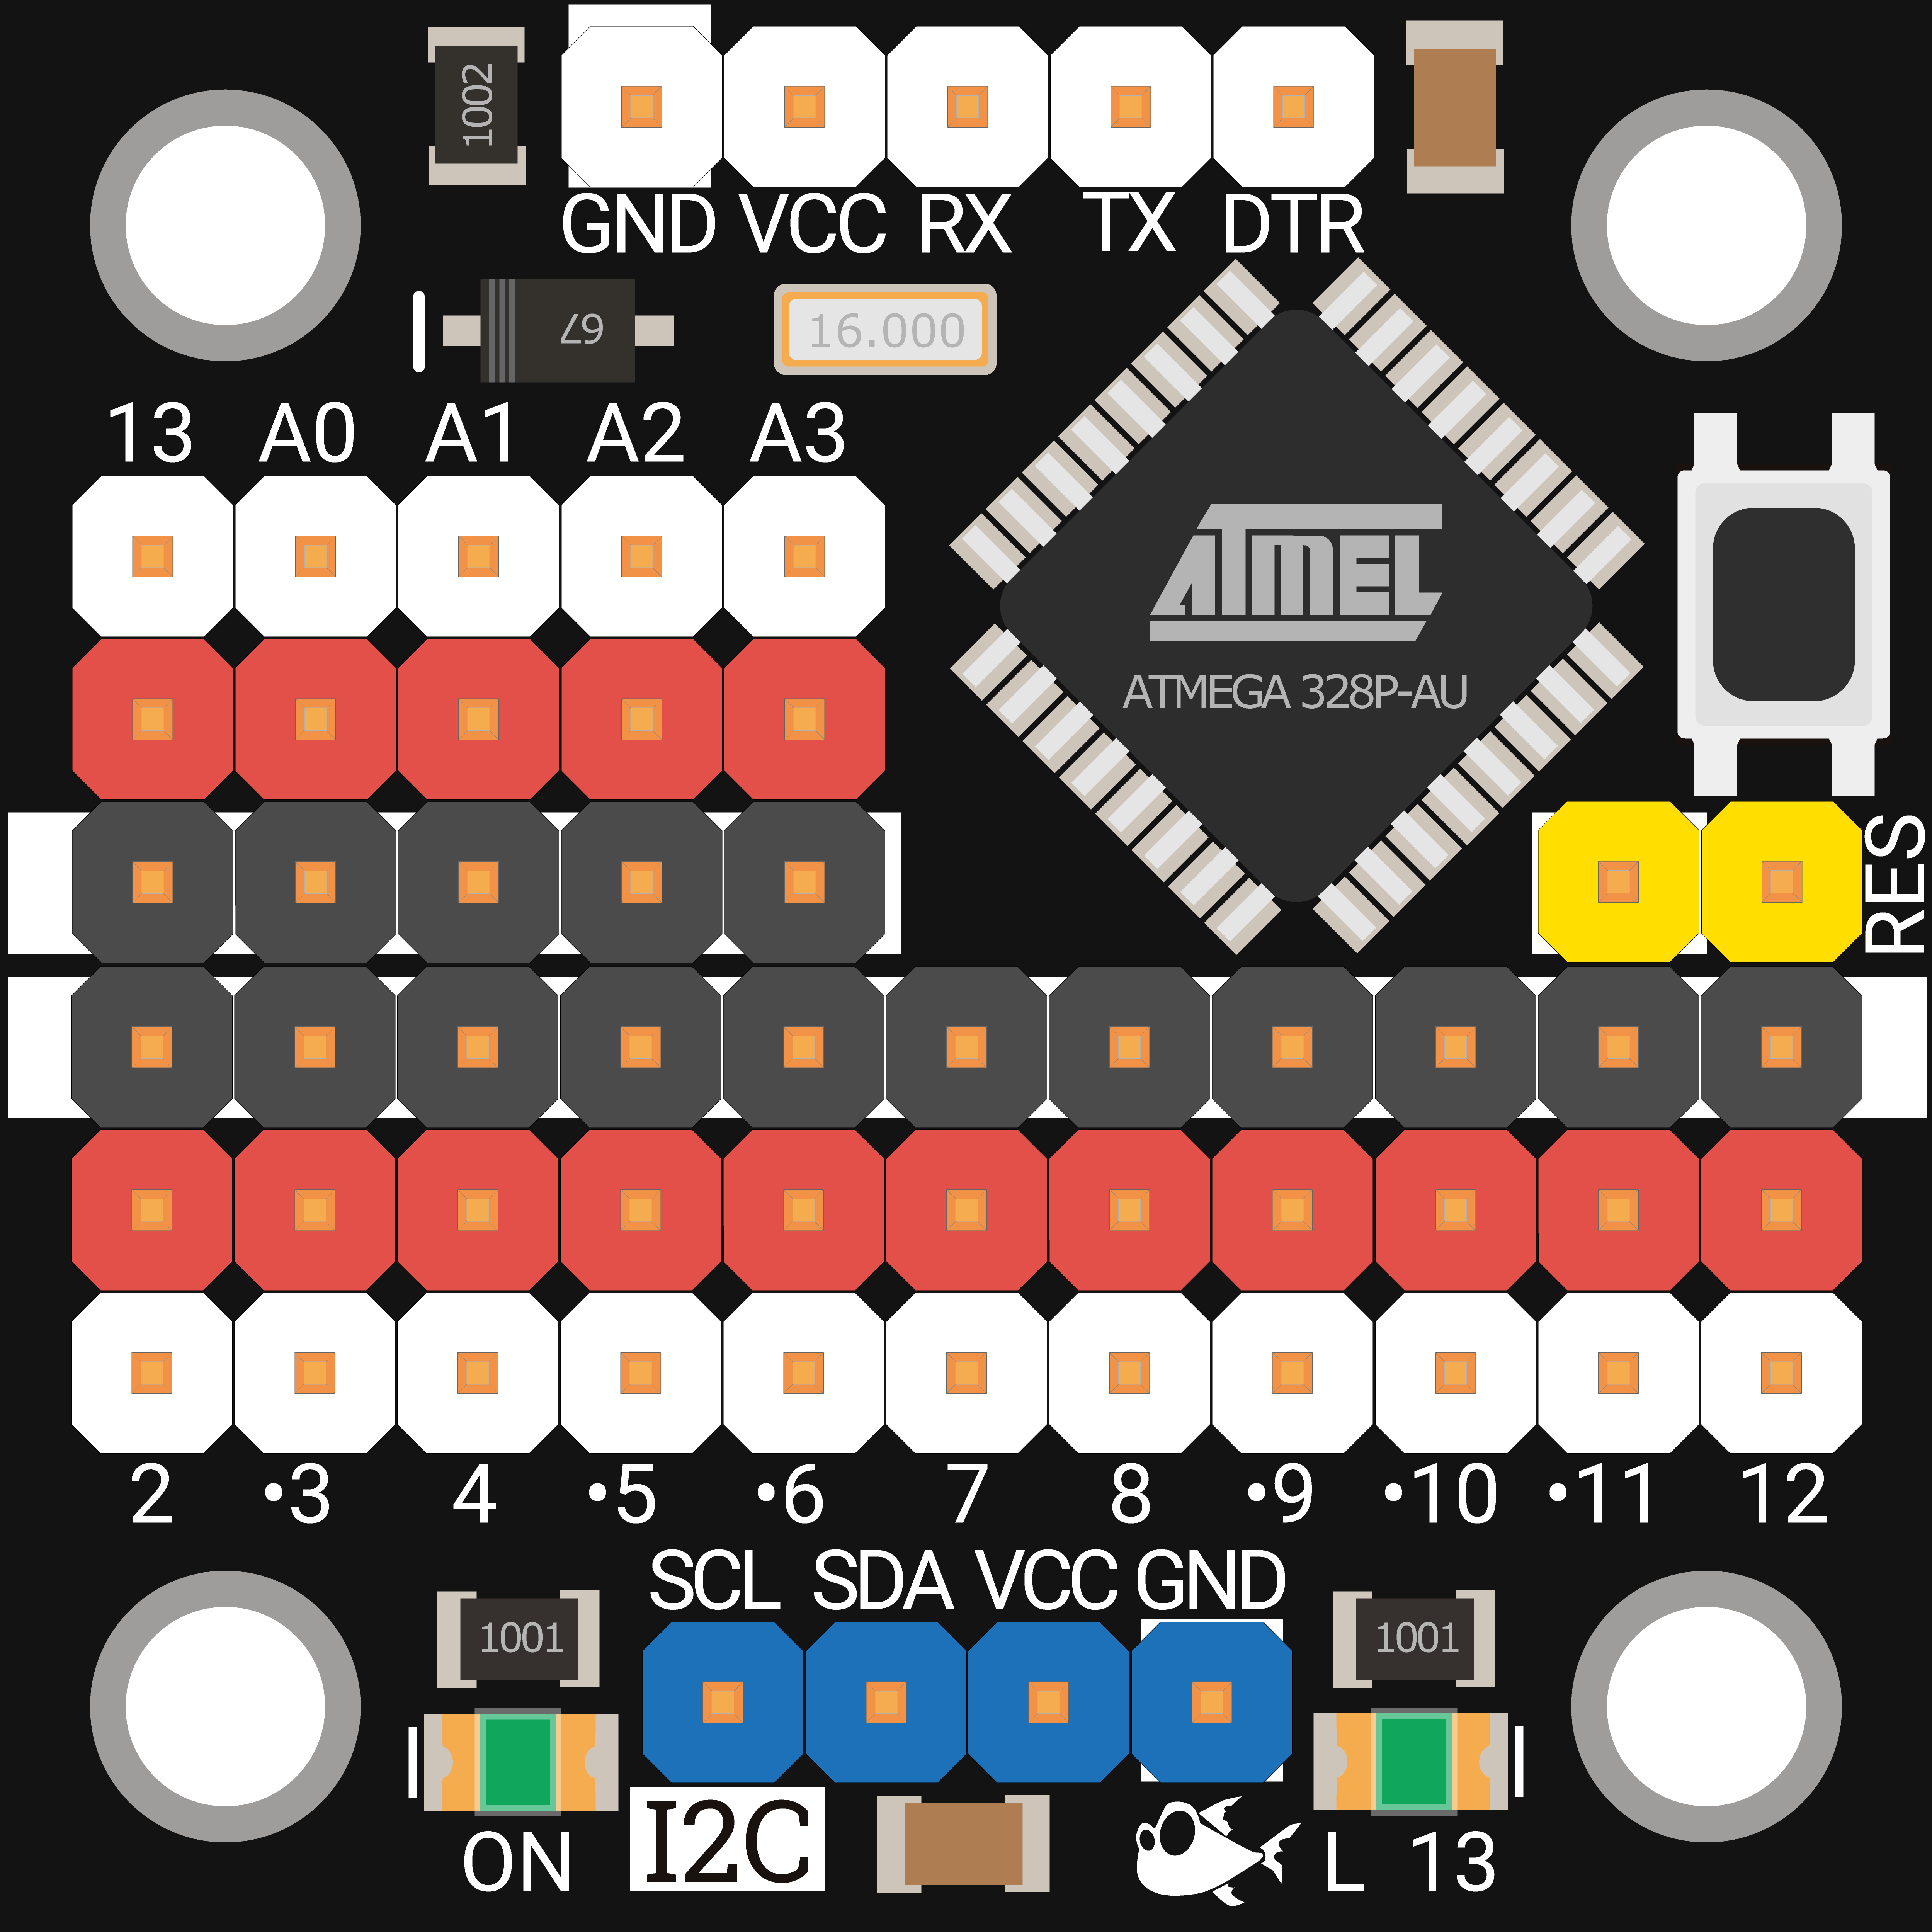 1002
GND VCC RX TX DTR
Z9
16.000
13 A0 A1 A2 A3
ATMEL
ATMEGA 328P-AU
RES
2 •3 4 •5 •6 7 8 •9 •10 •11 12
SCL SDA VCC GND
1001
1001
ON
I2C
L 13